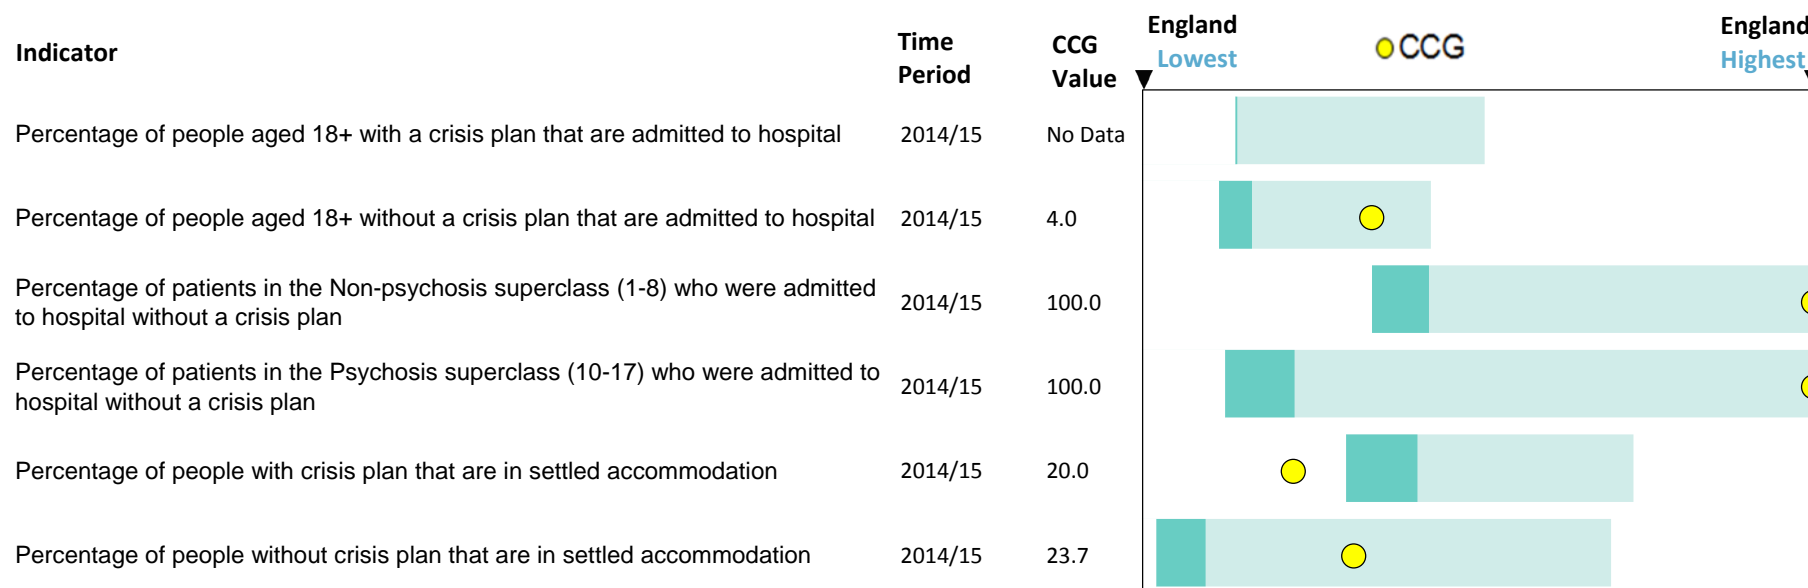 Indicator
Time Period
CCG Value
England Lowest
CCG
England Highest
Percentage of people aged 18+ with a crisis plan that are admitted to hospital 2014/15 No Data
Percentage of people aged 18+ without a crisis plan that are admitted to hospital 2014/15 4.0
Percentage of patients in the Non-psychosis superclass (1-8) who were admitted
to hospital without a crisis plan 2014/15 100.0
Percentage of patients in the Psychosis superclass (10-17) who were admitted to
hospital without a crisis plan 2014/15 100.0
Percentage of people with crisis plan that are in settled accommodation 2014/15 20.0
Percentage of people without crisis plan that are in settled accommodation 2014/15 23.7